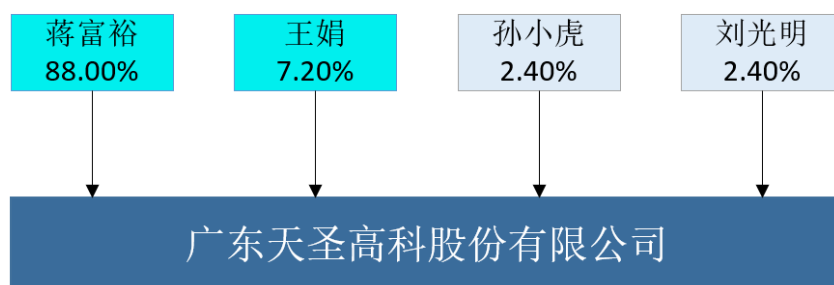 蒋富裕
88.00%
王娟
7.20%
孙小虎
2.40%
刘光明
2.40%
广东天圣高科股份有限公司